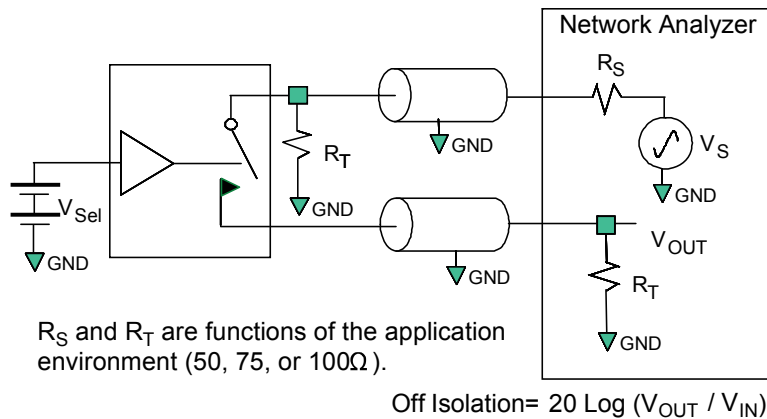 Network Analyzer
R_S
V_S
GND
R_T
GND
GND
V_Sel
GND
GND
V_OUT
R_T
GND
R_S and R_T are functions of the application
environment (50, 75, or 100Ω ).
Off Isolation= 20 Log (V_OUT / V_IN)